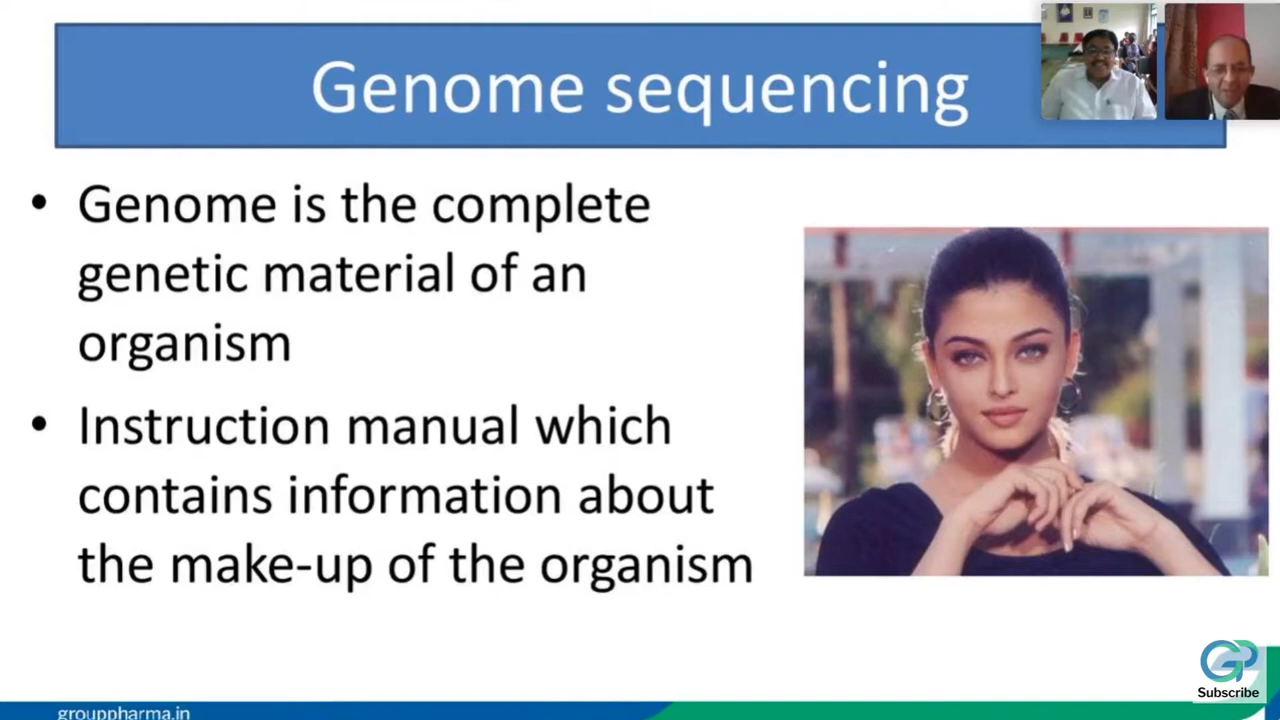 Genome sequencing
• Genome is the complete
genetic material of an
organism
• Instruction manual which
contains information about
the make-up of the organism
GP
Subscribe
grouppharma.in